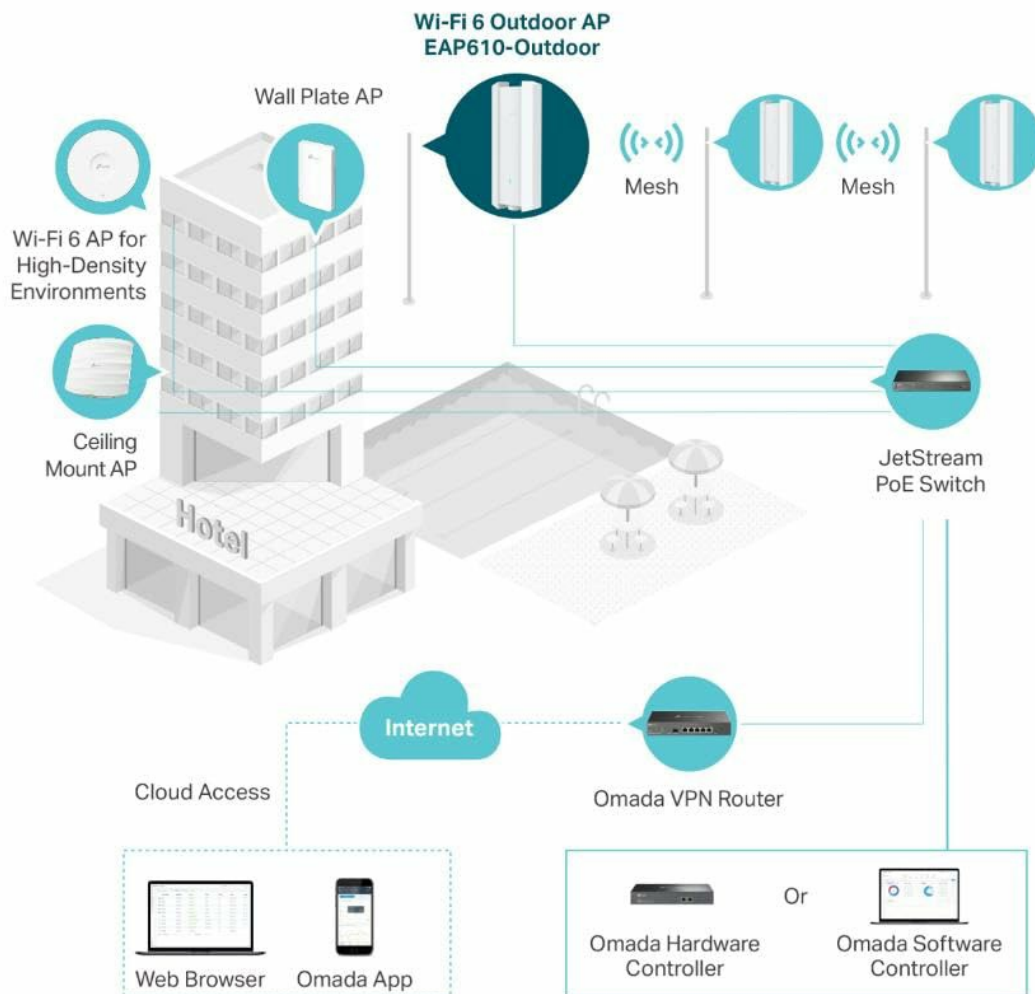 Wi-Fi 6 Outdoor AP
EAP610-Outdoor
Wall Plate AP
Mesh
Mesh
Wi-Fi 6 AP for
High-Density
Environments
Ceiling
Mount AP
JetStream
PoE Switch
Hotel
Internet
Cloud Access
Omada VPN Router
Or
Web Browser
Omada App
Omada Hardware
Controller
Omada Software
Controller